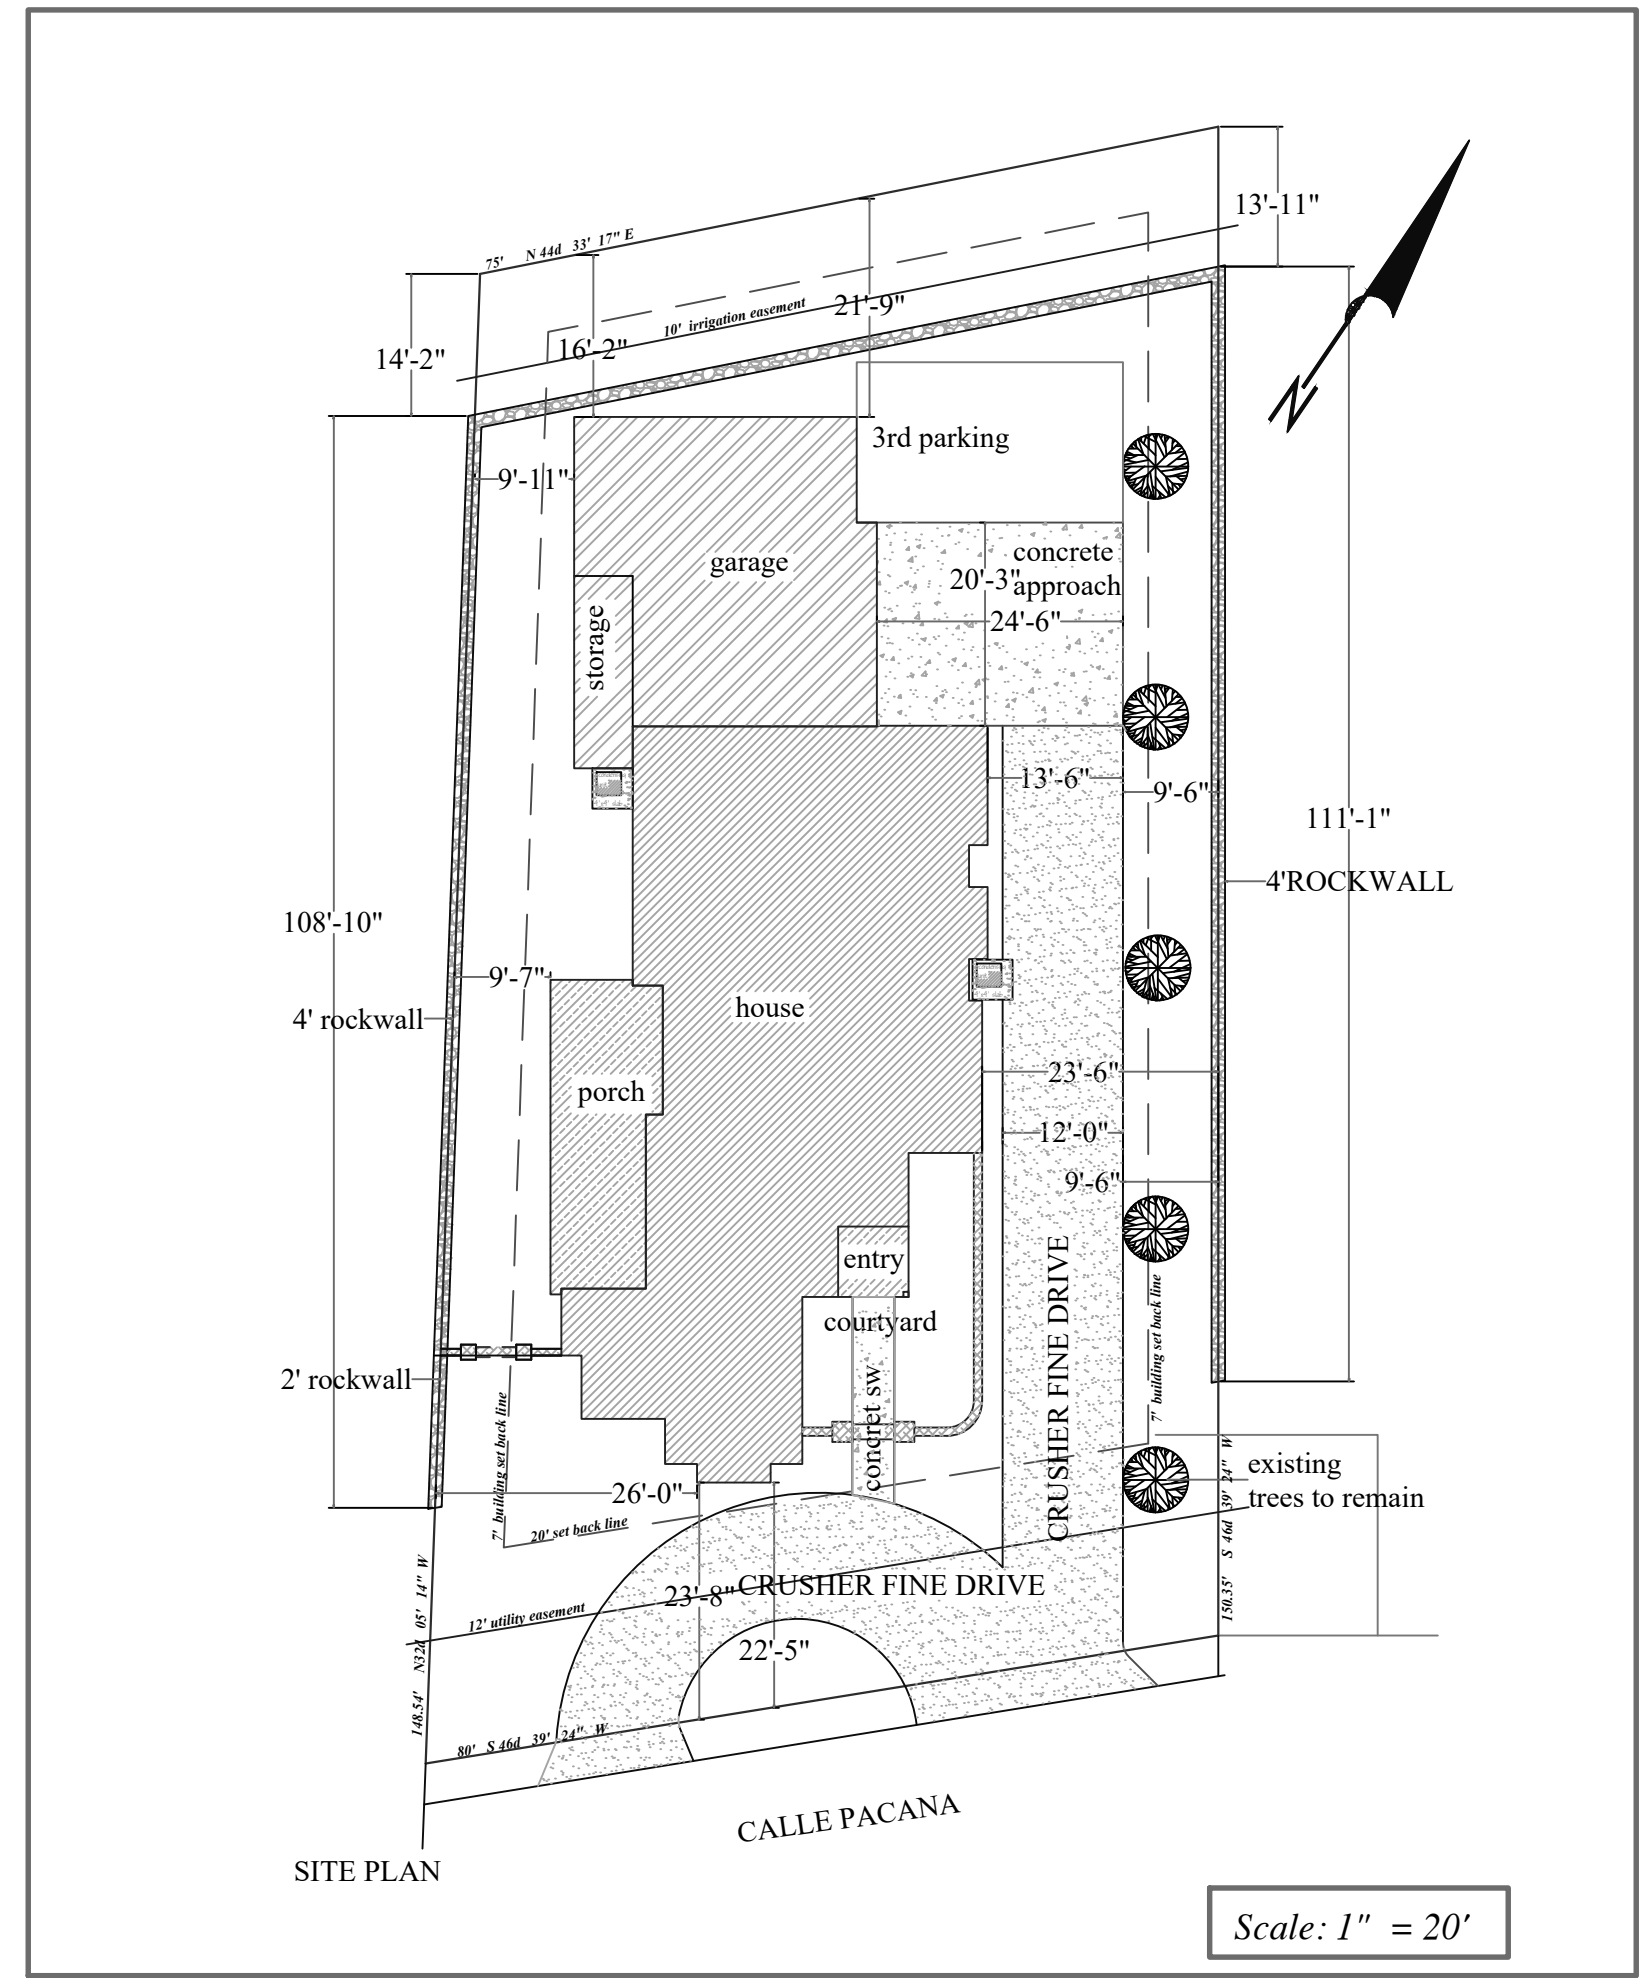 13'-11"
75' N 44d 33' 17" E
10' irrigation easement
21'-9"
16'-2"
14'-2"
N
3rd parking
9'-11"
garage
concrete
approach
20'-3"
24'-6"
storage
13'-6"
9'-6"
111'-1"
4'ROCKWALL
108'-10"
9'-7"
4' rockwall
house
porch
23'-6"
12'-0"
9'-6"
entry
courtyard
concret sw
CRUSHER FINE DRIVE
7' building set back line
2' rockwall
7' building set back line
26'-0"
20' set back line
existing
trees to remain
150.35' S 46d 39' 24" W
CRUSHER FINE DRIVE
23'-8"
12' utility easement
22'-5"
148.54' N32d 05' 14" W
80' S 46d 39' 24" W
CALLE PACANA
SITE PLAN
Scale: 1" = 20'